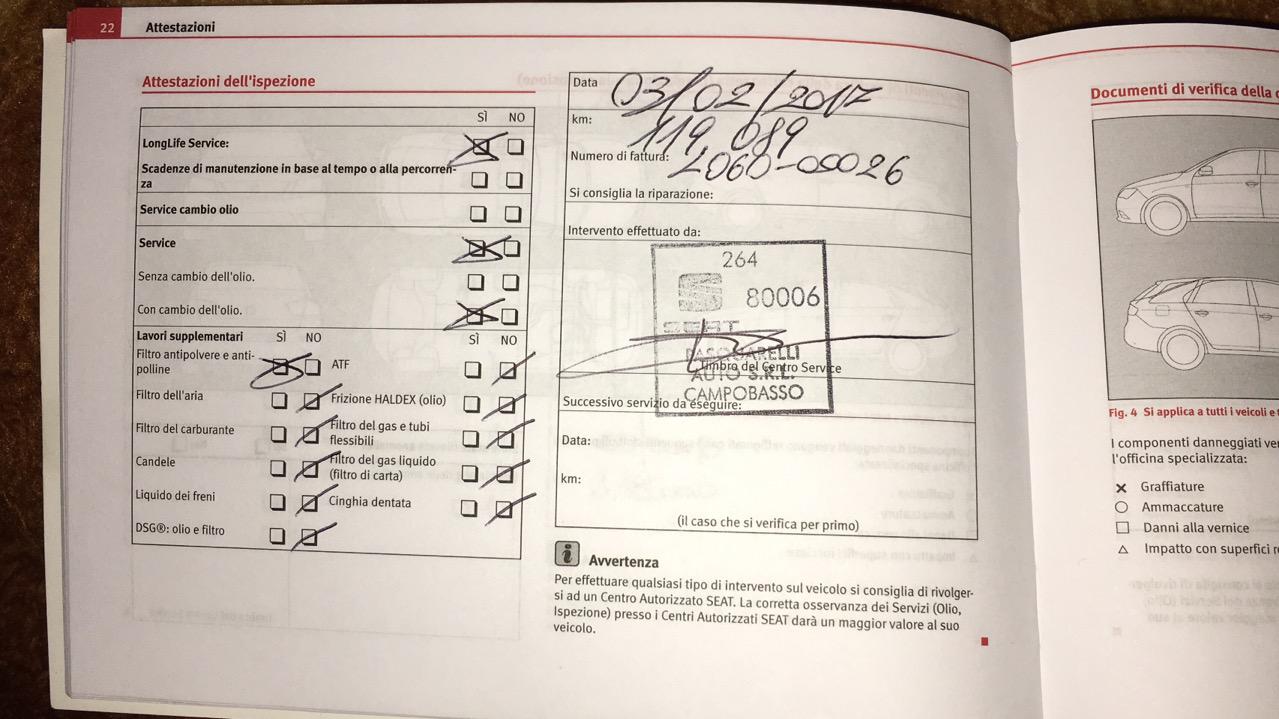 22 Attestazioni
Attestazioni dell'ispezione
SÌ NO
LongLife Service:
Scadenze di manutenzione in base al tempo o alla percorren-
za
Service cambio olio
Service
Senza cambio dell'olio.
Con cambio dell'olio.
Lavori supplementari SÌ NO SÌ NO
Filtro antipolvere e anti-
polline
ATF
Filtro dell'aria
Frizione HALDEX (olio)
Filtro del carburante
Filtro del gas e tubi
flessibili
Candele
Filtro del gas liquido
(filtro di carta)
Liquido dei freni
Cinghia dentata
DSG®: olio e filtro
Data 03/02/2017
km: 119,089
Numero di fattura: 2060-00026
Si consiglia la riparazione:
Intervento effettuato da:
264
80006
SEAT
PASQUARELLI
Timbro del Centro Service
AUTO S.R.L.
CAMPOBASSO
Successivo servizio da eseguire:
Data:
km:
(il caso che si verifica per primo)
i Avvertenza
Per effettuare qualsiasi tipo di intervento sul veicolo si consiglia di rivolger-
si ad un Centro Autorizzato SEAT. La corretta osservanza dei Servizi (Olio,
Ispezione) presso i Centri Autorizzati SEAT darà un maggior valore al suo
veicolo.
Documenti di verifica della
Fig. 4 Si applica a tutti i veicoli e
I componenti danneggiati
l'officina specializzata:
Graffiature
Ammaccature
Danni alla vernice
Impatto con superfici